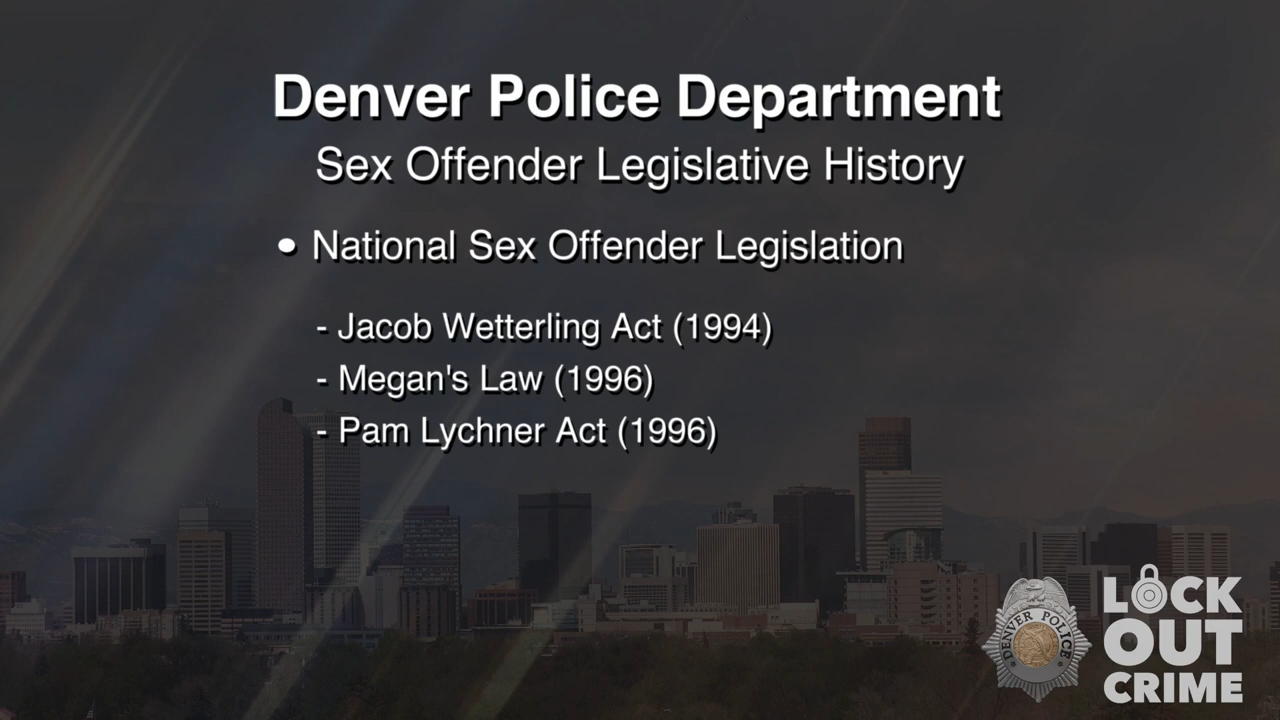 Denver Police Department
Sex Offender Legislative History
• National Sex Offender Legislation
- Jacob Wetterling Act (1994)
- Megan's Law (1996)
- Pam Lychner Act (1996)
DENVER POLICE
LOCK
OUT
CRIME